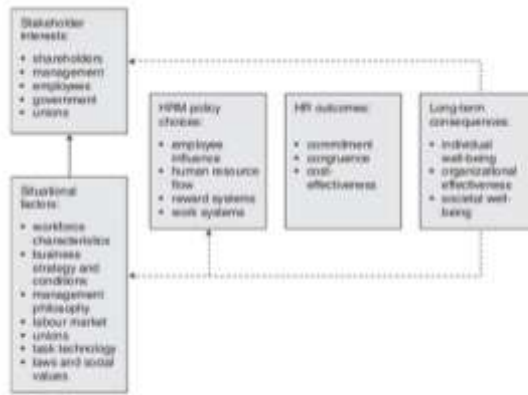 Stakeholder
interests:
• shareholders
• management
• employees
• government
• unions
Situational
factors:
• workforce
characteristics
• business
strategy and
conditions
• management
philosophy
• labour market
• unions
• task technology
• laws and social
values
HRM policy
choices:
• employee
influence
• human resource
flow
• reward systems
• work systems
HR outcomes:
• commitment
• congruence
• cost-
effectiveness
Long-term
consequences:
• individual
well-being
• organizational
effectiveness
• societal well-
being